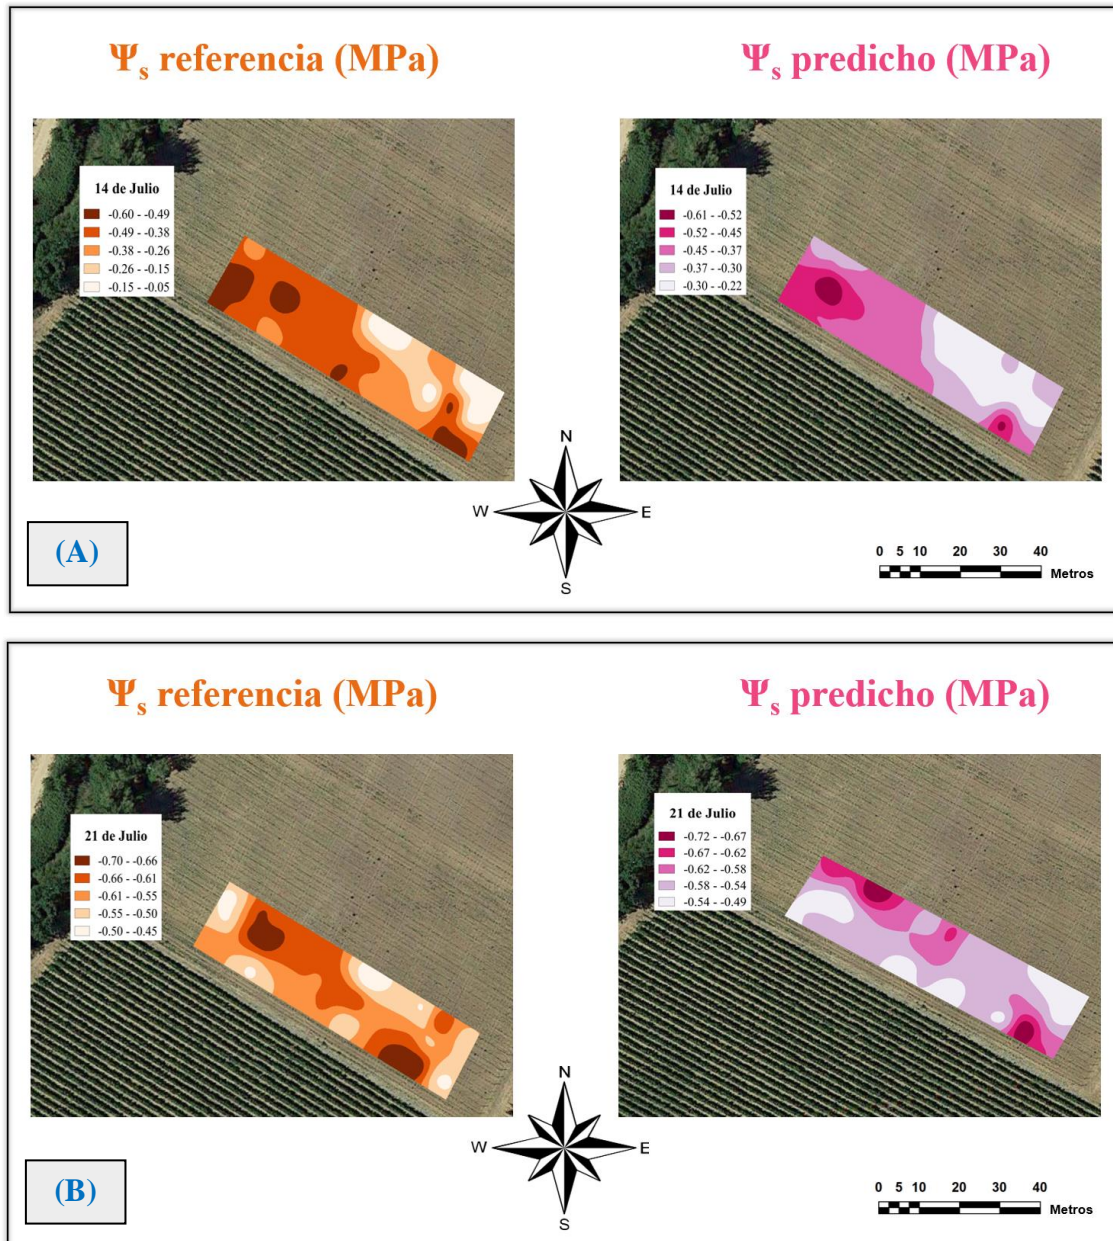 Ψs referencia (MPa)
Ψs predicho (MPa)
14 de Julio
-0.60 - -0.49
-0.49 - -0.38
-0.38 - -0.26
-0.26 - -0.15
-0.15 - -0.05
14 de Julio
-0.61 - -0.52
-0.52 - -0.45
-0.45 - -0.37
-0.37 - -0.30
-0.30 - -0.22
N
W E
S
(A)
0 5 10 20 30 40
Metros
Ψs referencia (MPa)
Ψs predicho (MPa)
21 de Julio
-0.70 - -0.66
-0.66 - -0.61
-0.61 - -0.55
-0.55 - -0.50
-0.50 - -0.45
21 de Julio
-0.72 - -0.67
-0.67 - -0.62
-0.62 - -0.58
-0.58 - -0.54
-0.54 - -0.49
N
W E
S
(B)
0 5 10 20 30 40
Metros